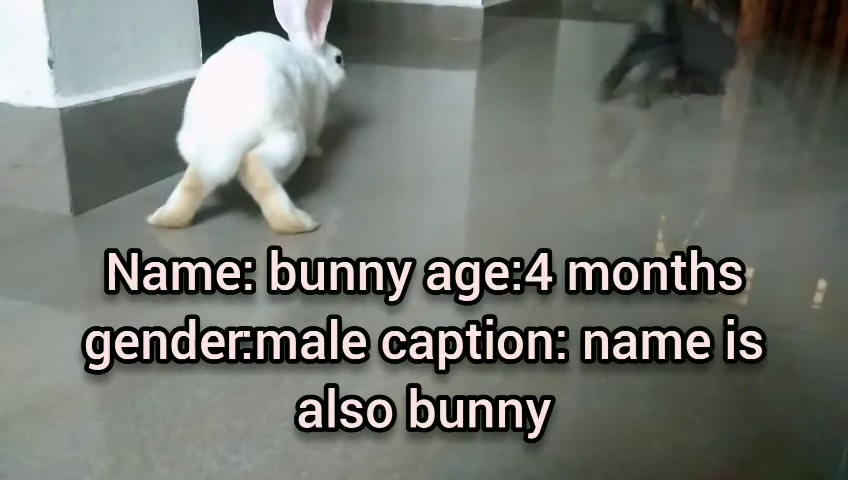 Name: bunny age:4 months
gender:male caption: name is
also bunny